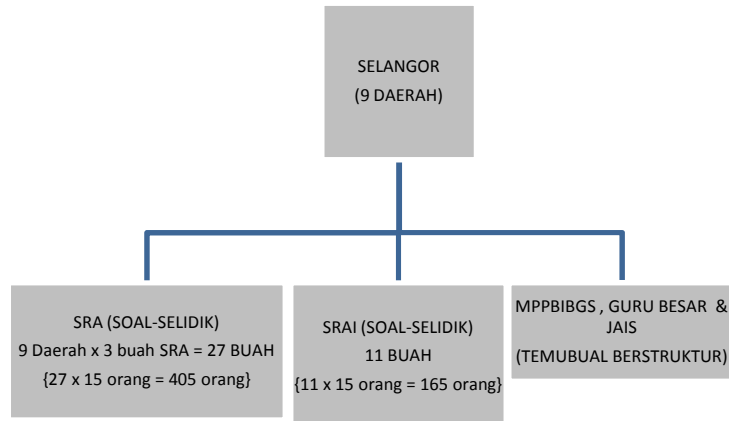 SELANGOR
(9 DAERAH)
SRA (SOAL-SELIDIK)
9 Daerah x 3 buah SRA = 27 BUAH
{27 x 15 orang = 405 orang}
SRAI (SOAL-SELIDIK)
11 BUAH
{11 x 15 orang = 165 orang}
MPPBIBGS , GURU BESAR &
JAIS
(TEMUBUAL BERSTRUKTUR)